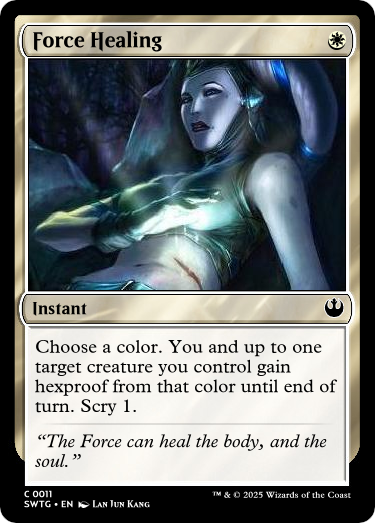 Force Healing
Instant
Choose a color. You and up to one
target creature you control gain
hexproof from that color until end of
turn. Scry 1.
“The Force can heal the body, and the
soul.”
C 0011
SWTG • EN Lan Jun Kang
™ & © 2025 Wizards of the Coast